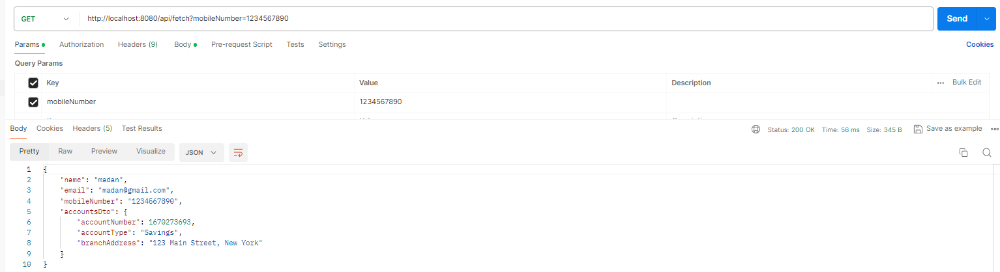 GET http://localhost:8080/api/fetch?mobileNumber=1234567890 Send
Params Authorization Headers (9) Body Pre-request Script Tests Settings Cookies
Query Params
Key Value Description Bulk Edit
mobileNumber 1234567890
Body Cookies Headers (5) Test Results Status: 200 OK Time: 56 ms Size: 345 B Save as example
Pretty Raw Preview Visualize JSON
1 {
2 "name": "madan",
3 "email": "madan@gmail.com",
4 "mobileNumber": "1234567890",
5 "accountsDto": {
6 "accountNumber": 1670273693,
7 "accountType": "Savings",
8 "branchAddress": "123 Main Street, New York"
9 }
10 }